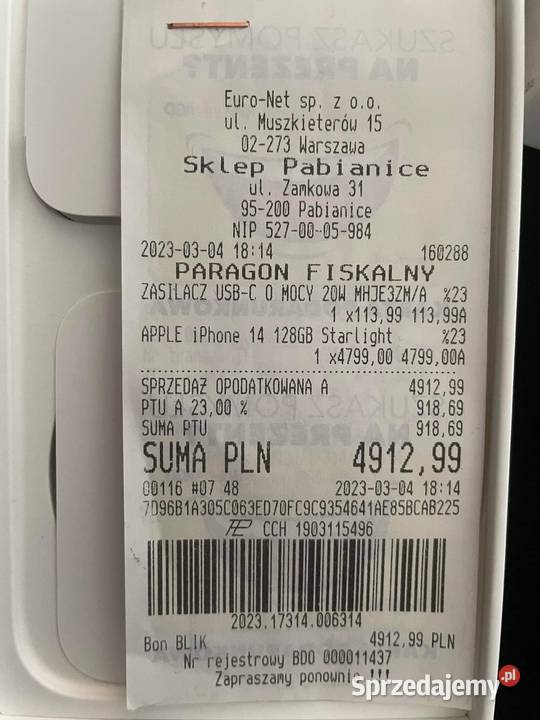 SZUKASZ POMYSŁU
NA PREZENT?
Euro-Net sp. z o.o.
ul. Muszkieterów 15
02-273 Warszawa
Sklep Pabianice
ul. Zamkowa 31
95-200 Pabianice
NIP 527-00-05-984
2023-03-04 18:14 160288
PARAGON FISKALNY
ZASILACZ USB-C O MOCY 20W MHJE3ZM/A %23
1 x113,99 113,99A
APPLE iPhone 14 128GB Starlight %23
1 x4799,00 4799,00A
SPRZEDAŻ OPODATKOWANA A 4912,99
PTU A 23,00 % 918,69
SUMA PTU 918,69
SUMA PLN 4912,99
00116 #07 48 2023-03-04 18:14
7D96B1A305C063ED70FC9C9354641AE85BCAB225
CCH 1903115496
2023.17314.006314
Bon BLIK 4912,99 PLN
Nr rejestrowy BDO 000011437
Zapraszamy ponownie !!!
Sprzedajemy.pl